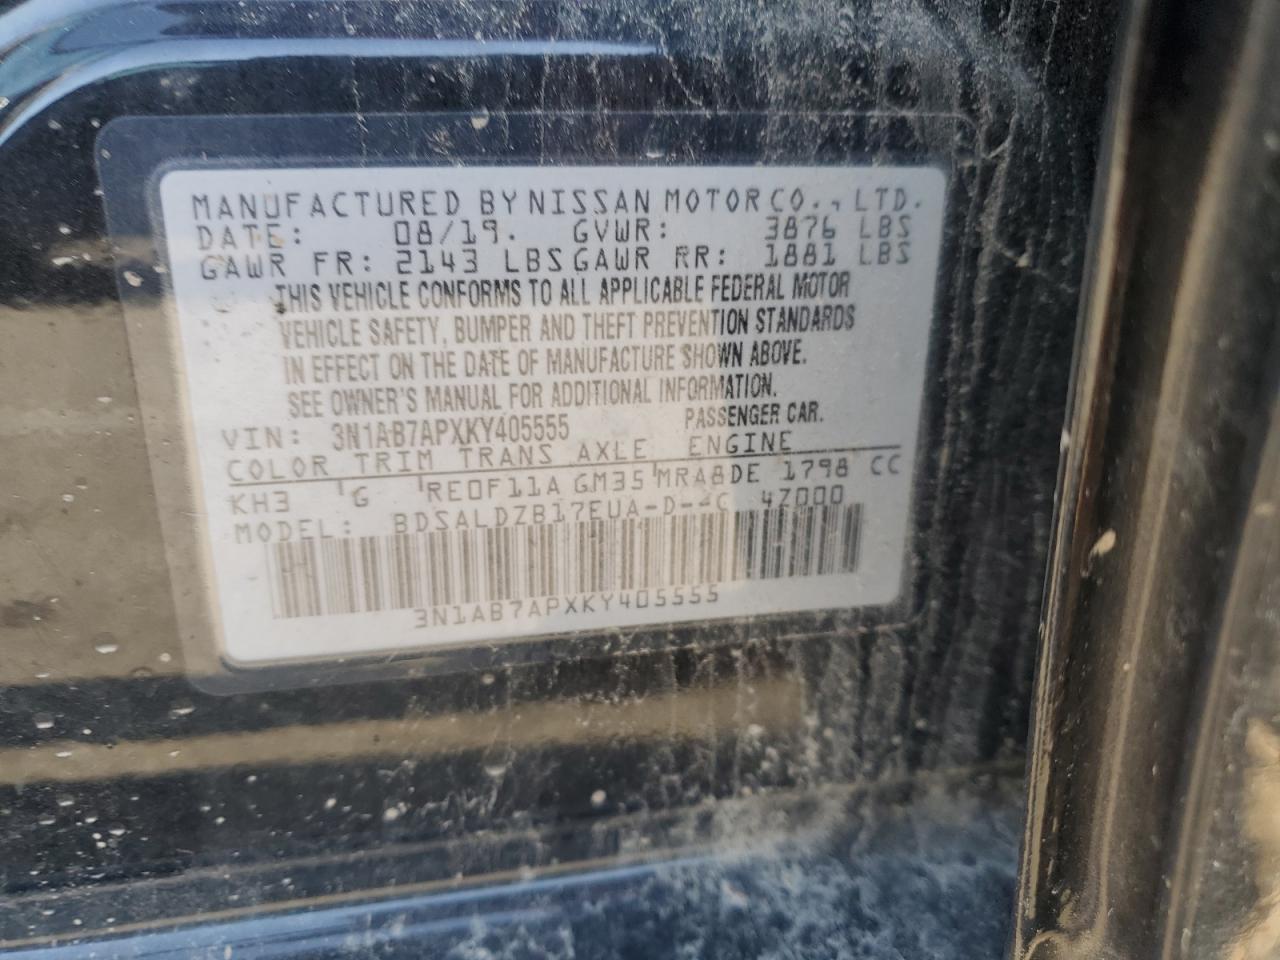 MANUFACTURED BY NISSAN MOTOR CO., LTD.
DATE: 08/19. GVWR: 3876 LBS
GAWR FR: 2143 LBS GAWR RR: 1881 LBS
THIS VEHICLE CONFORMS TO ALL APPLICABLE FEDERAL MOTOR
VEHICLE SAFETY, BUMPER AND THEFT PREVENTION STANDARDS
IN EFFECT ON THE DATE OF MANUFACTURE SHOWN ABOVE.
SEE OWNER'S MANUAL FOR ADDITIONAL INFORMATION.
VIN: 3N1AB7APXKY405555 PASSENGER CAR.
COLOR TRIM TRANS AXLE ENGINE
KH3 G RE0F11A GM35 MRA8DE 1798 CC
MODEL: BDSALDZB17EUA-D--C 4Z000
3N1AB7APXKY405555